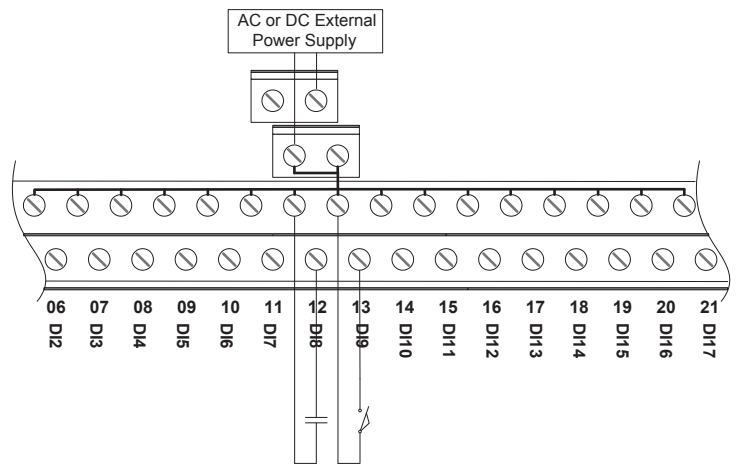 AC or DC External
Power Supply
06 07 08 09 10 11 12 13 14 15 16 17 18 19 20 21
DI2 DI3 DI4 DI5 DI6 DI7 DI8 DI9 DI10 DI11 DI12 DI13 DI14 DI15 DI16 DI17